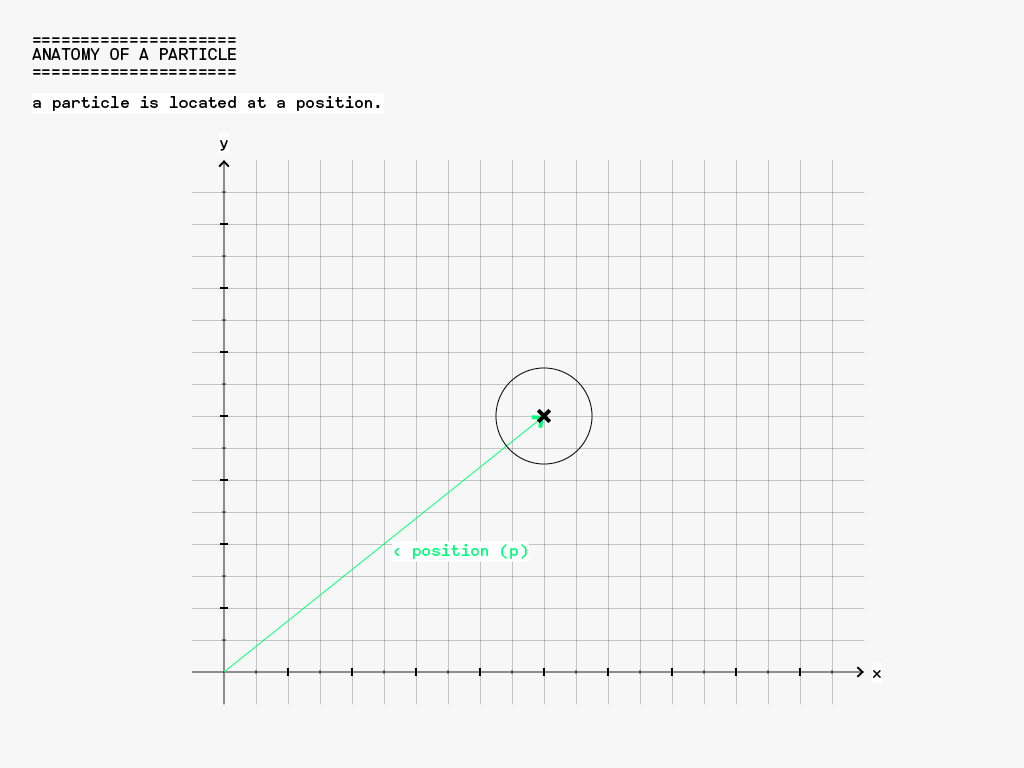 =====================
ANATOMY OF A PARTICLE
=====================
a particle is located at a position.
y
‹ position (p)
x